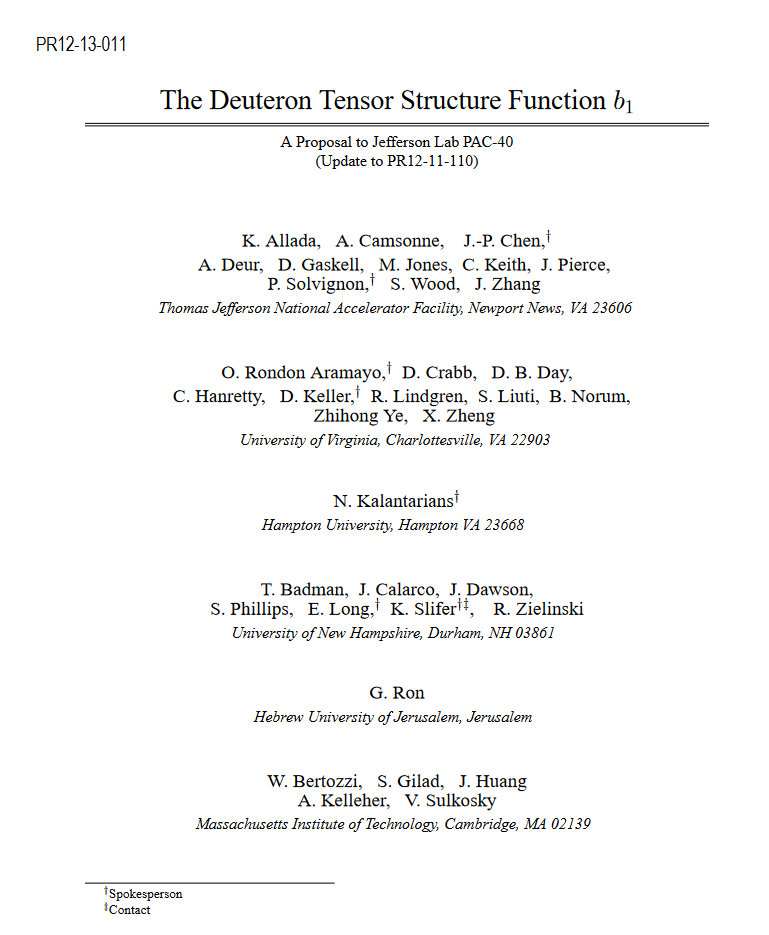 PR12-13-011
The Deuteron Tensor Structure Function b₁
A Proposal to Jefferson Lab PAC-40
(Update to PR12-11-110)
K. Allada, A. Camsonne, J.-P. Chen,†
A. Deur, D. Gaskell, M. Jones, C. Keith, J. Pierce,
P. Solvignon,† S. Wood, J. Zhang
Thomas Jefferson National Accelerator Facility, Newport News, VA 23606
O. Rondon Aramayo,† D. Crabb, D. B. Day,
C. Hanretty, D. Keller,† R. Lindgren, S. Liuti, B. Norum,
Zhihong Ye, X. Zheng
University of Virginia, Charlottesville, VA 22903
N. Kalantarians†
Hampton University, Hampton VA 23668
T. Badman, J. Calarco, J. Dawson,
S. Phillips, E. Long,† K. Slifer†‡, R. Zielinski
University of New Hampshire, Durham, NH 03861
G. Ron
Hebrew University of Jerusalem, Jerusalem
W. Bertozzi, S. Gilad, J. Huang
A. Kelleher, V. Sulkosky
Massachusetts Institute of Technology, Cambridge, MA 02139
†Spokesperson
‡Contact